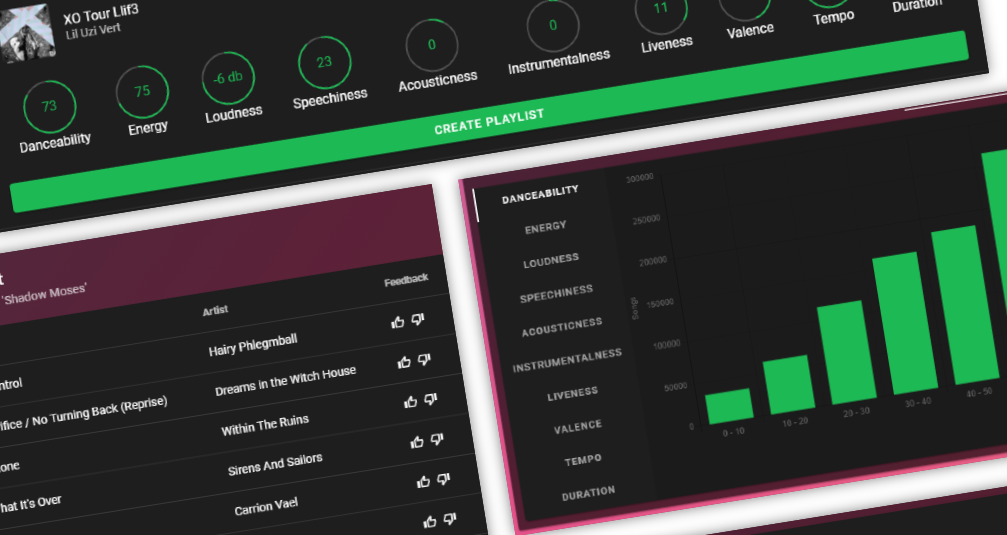 XO Tour Llif3
Lil Uzi Vert
73
Danceability
75
Energy
-6 db
Loudness
23
Speechiness
0
Acousticness
0
Instrumentalness
11
Liveness
Valence
Tempo
Duration
CREATE PLAYLIST
t
'Shadow Moses'
Artist Feedback
ntrol Hairy Phlegmball
ifice / No Turning Back (Reprise) Dreams in the Witch House
one Within The Ruins
hat It's Over Sirens And Sailors
Carrion Vael
DANCEABILITY
ENERGY
LOUDNESS
SPEECHINESS
ACOUSTICNESS
INSTRUMENTALNESS
LIVENESS
VALENCE
TEMPO
DURATION
Songs
300000
250000
200000
150000
100000
50000
0
0 - 10 10 - 20 20 - 30 30 - 40 40 - 50